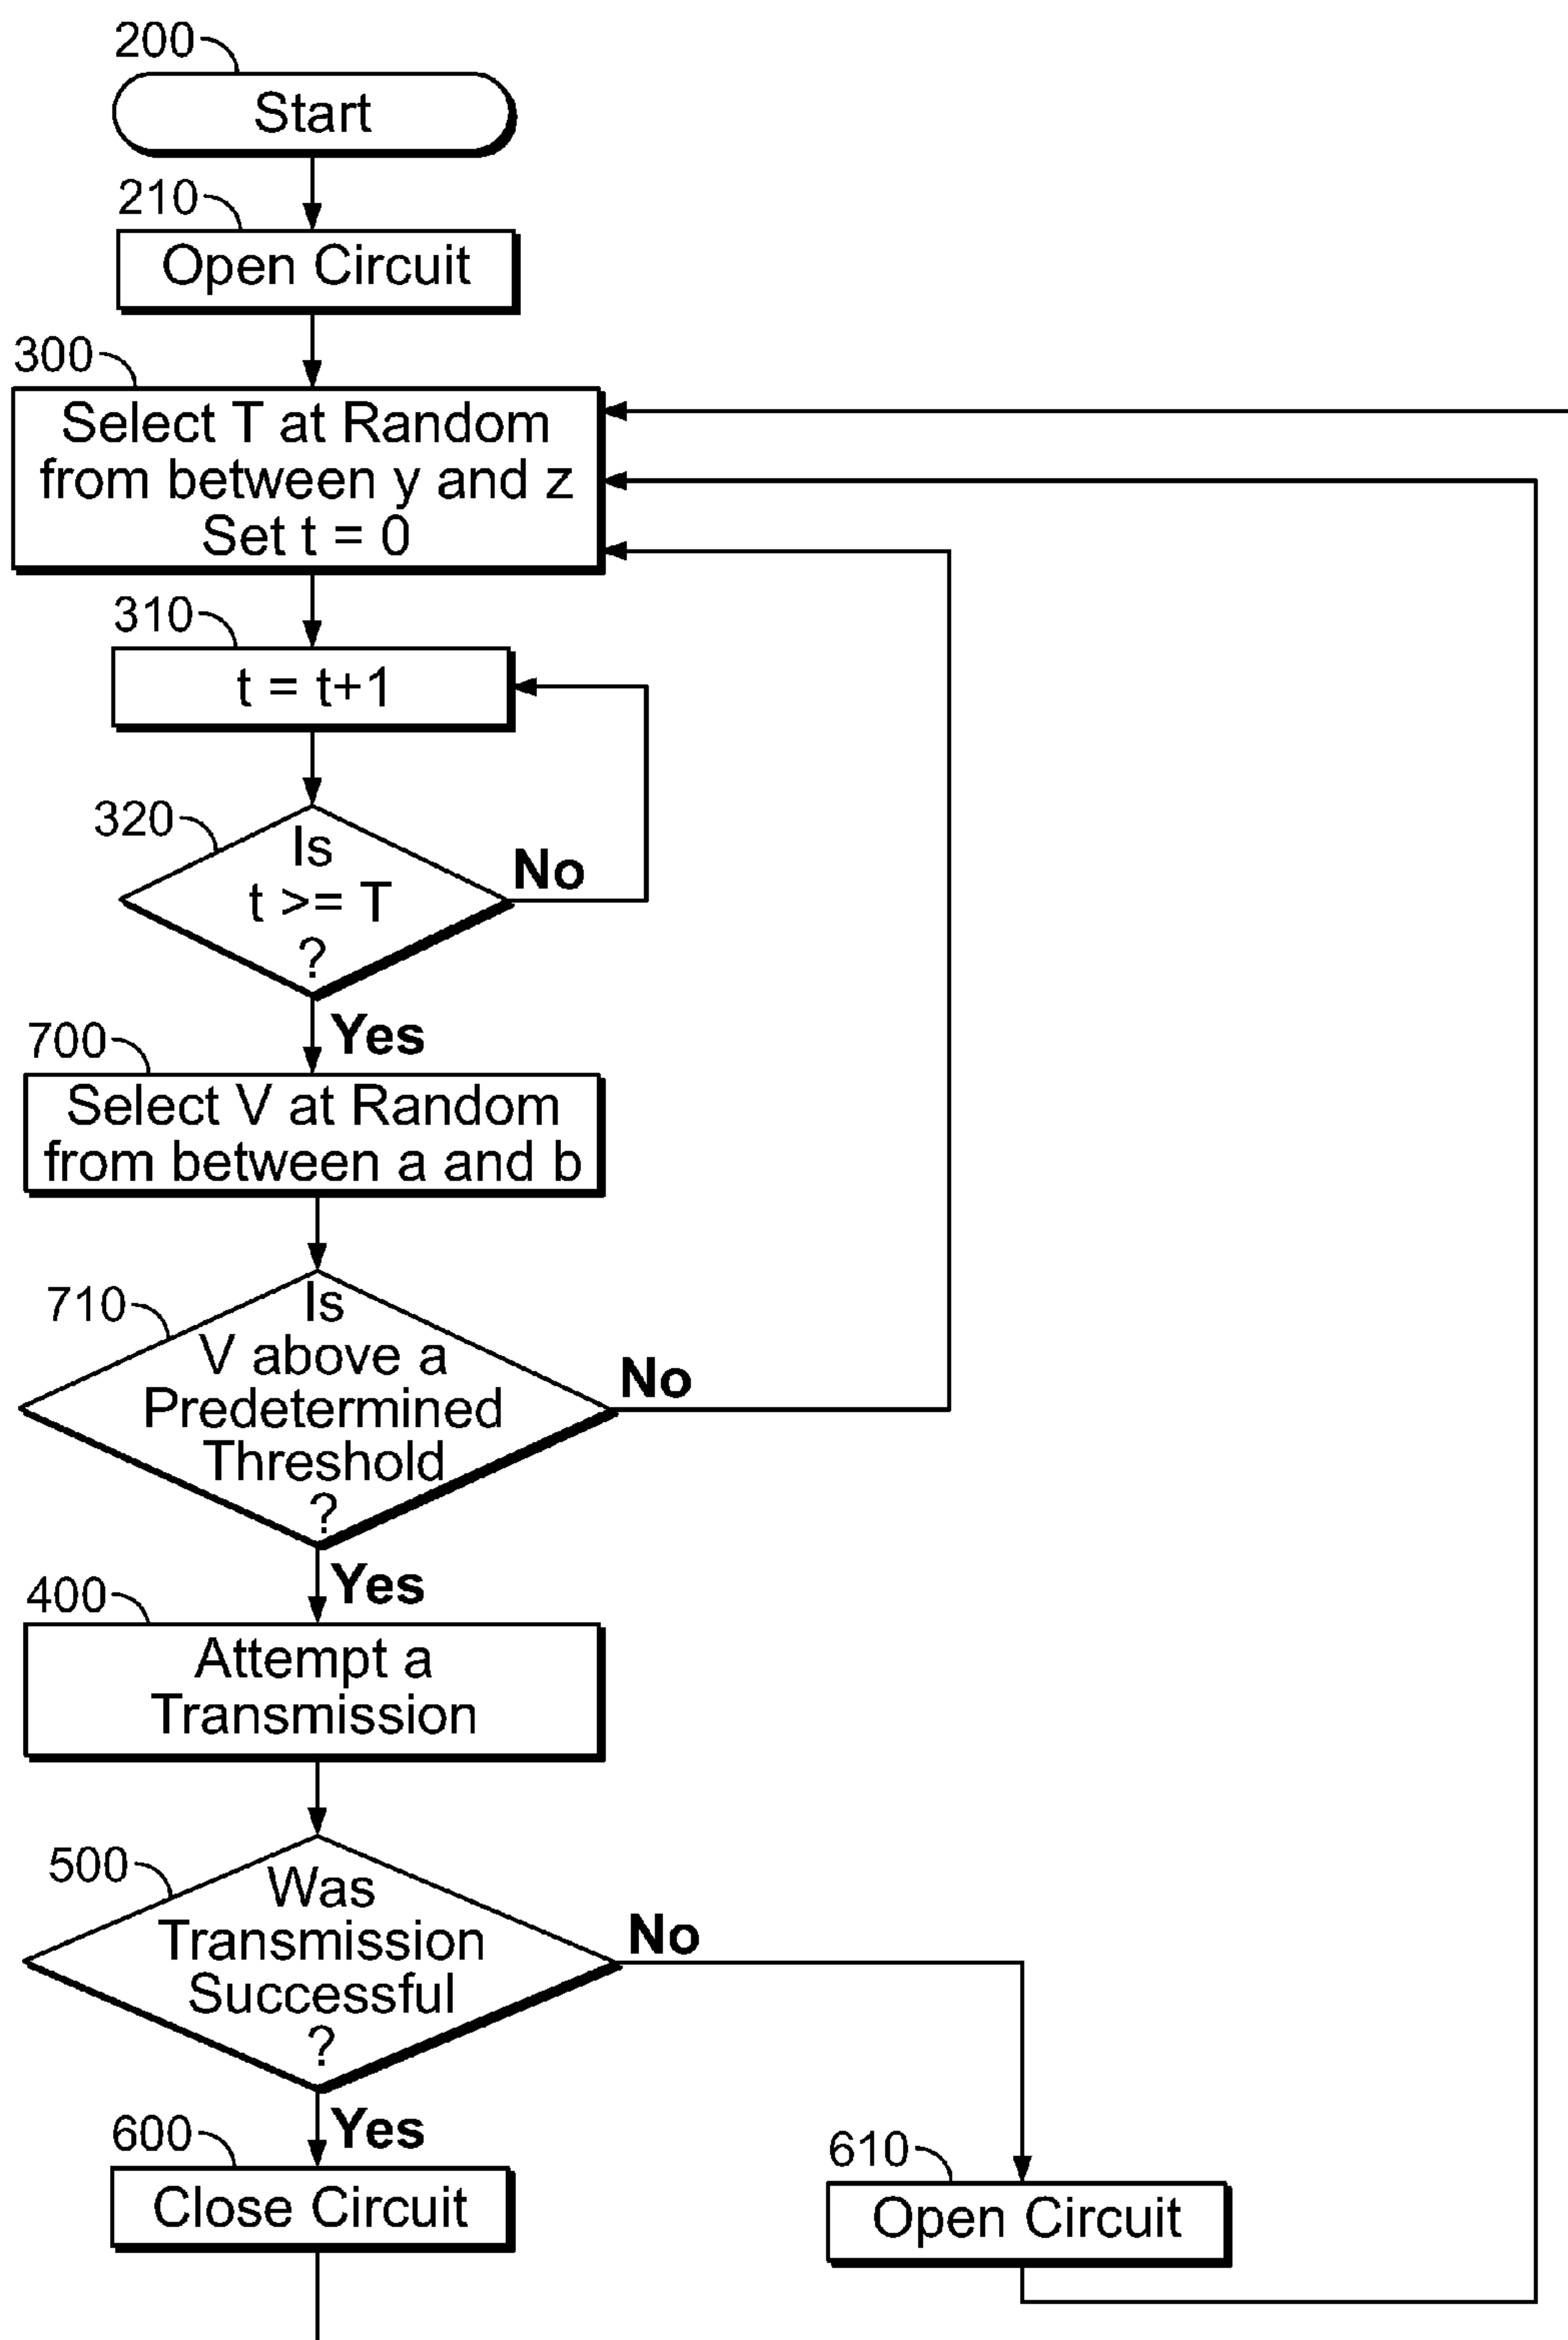 200
Start
210
Open Circuit
300
Select T at Random
from between y and z
Set t = 0
310
t = t+1
320
Is
t >= T
?
No
Yes
700
Select V at Random
from between a and b
710
Is
V above a
Predetermined
Threshold
?
No
Yes
400
Attempt a
Transmission
500
Was
Transmission
Successful
?
No
Yes
600
Close Circuit
610
Open Circuit